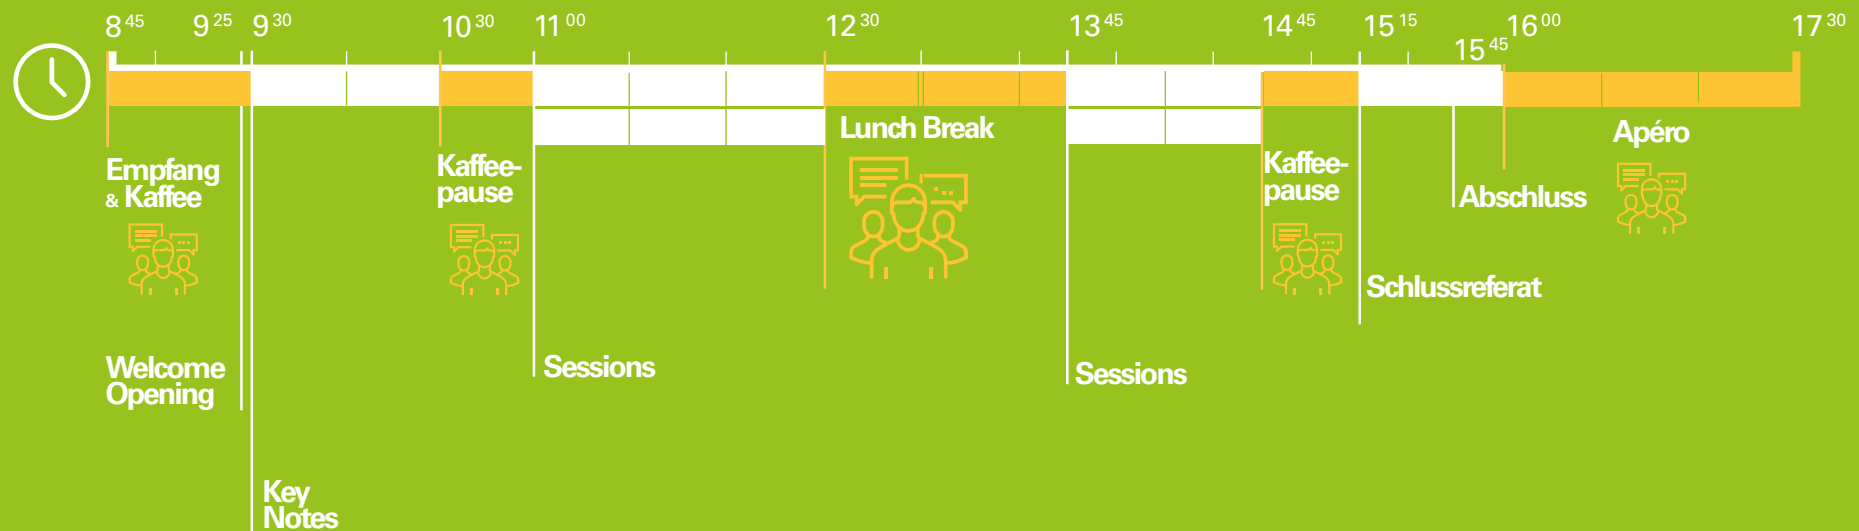 8 45
9 25
9 30
10 30
11 00
12 30
13 45
14 45
15 15
15 45
16 00
17 30
Empfang
& Kaffee
Kaffee-
pause
Lunch Break
Kaffee-
pause
Abschluss
Apéro
Schlussreferat
Welcome
Opening
Sessions
Sessions
Key
Notes